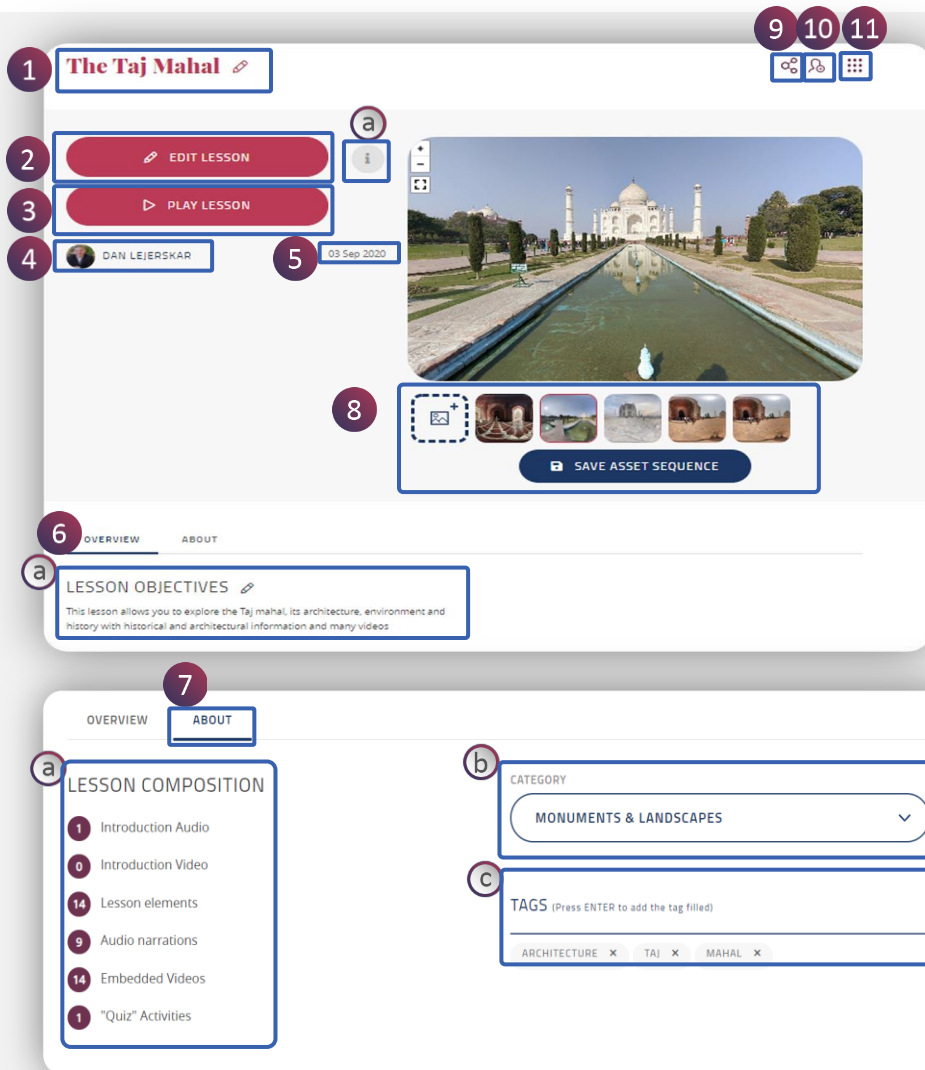 9 10 11
1 The Taj Mahal
a
2 EDIT LESSON i
+
−
3 PLAY LESSON
4 DAN LEJERSKAR 5 03 Sep 2020
8
+
SAVE ASSET SEQUENCE
6 OVERVIEW ABOUT
a
LESSON OBJECTIVES
This lesson allows you to explore the Taj mahal, its architecture, environment and
history with historical and architectural information and many videos
7
OVERVIEW ABOUT
a
LESSON COMPOSITION
1 Introduction Audio
0 Introduction Video
14 Lesson elements
9 Audio narrations
14 Embedded Videos
1 "Quiz" Activities
b
CATEGORY
MONUMENTS & LANDSCAPES
c
TAGS (Press ENTER to add the tag filled)
ARCHITECTURE × TAJ × MAHAL ×